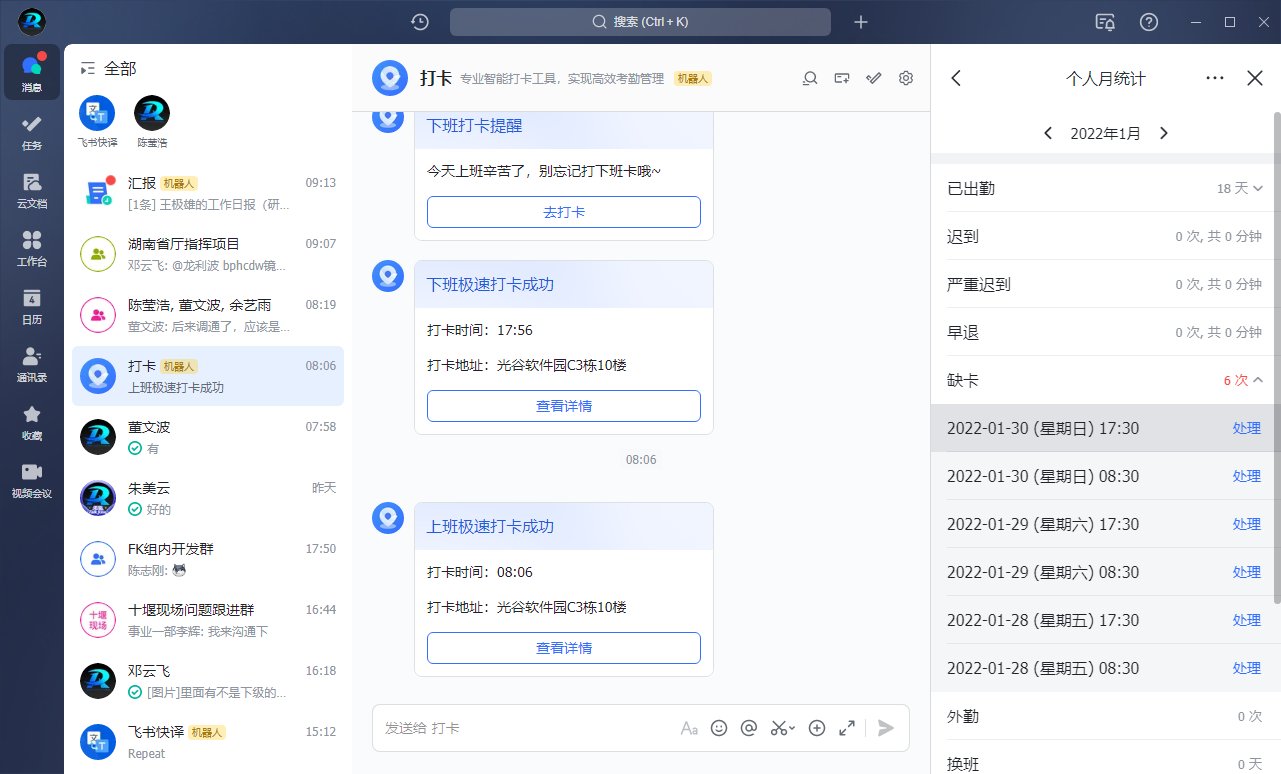 搜索 (Ctrl + K)
消息
任务
云文档
工作台
4
日历
通讯录
收藏
视频会议
全部
飞书快译
陈莹浩
汇报 机器人 09:13
[1条] 王极雄的工作日报（研...
湖南省厅指挥项目 09:07
邓云飞: @龙利波 bphcdw镜...
陈莹浩, 董文波, 余艺雨 08:19
董文波: 后来调通了，应该是...
打卡 机器人 08:06
上班极速打卡成功
董文波 07:58
有
朱美云 昨天
好的
FK组内开发群 17:50
陈志刚:
十堰现场
十堰现场问题跟进群 16:44
事业一部李辉: 我来沟通下
邓云飞 16:18
[图片]里面有不是下级的...
飞书快译 机器人 15:12
Repeat
打卡 专业智能打卡工具，实现高效考勤管理 机器人
下班打卡提醒
今天上班辛苦了，别忘记打下班卡哦~
去打卡
下班极速打卡成功
打卡时间：17:56
打卡地址：光谷软件园C3栋10楼
查看详情
08:06
上班极速打卡成功
打卡时间：08:06
打卡地址：光谷软件园C3栋10楼
查看详情
发送给 打卡
Aa
个人月统计
2022年1月
已出勤 18 天
迟到 0 次, 共 0 分钟
严重迟到 0 次, 共 0 分钟
早退 0 次, 共 0 分钟
缺卡 6 次
2022-01-30 (星期日) 17:30 处理
2022-01-30 (星期日) 08:30 处理
2022-01-29 (星期六) 17:30 处理
2022-01-29 (星期六) 08:30 处理
2022-01-28 (星期五) 17:30 处理
2022-01-28 (星期五) 08:30 处理
外勤 0 次
换班 0 天